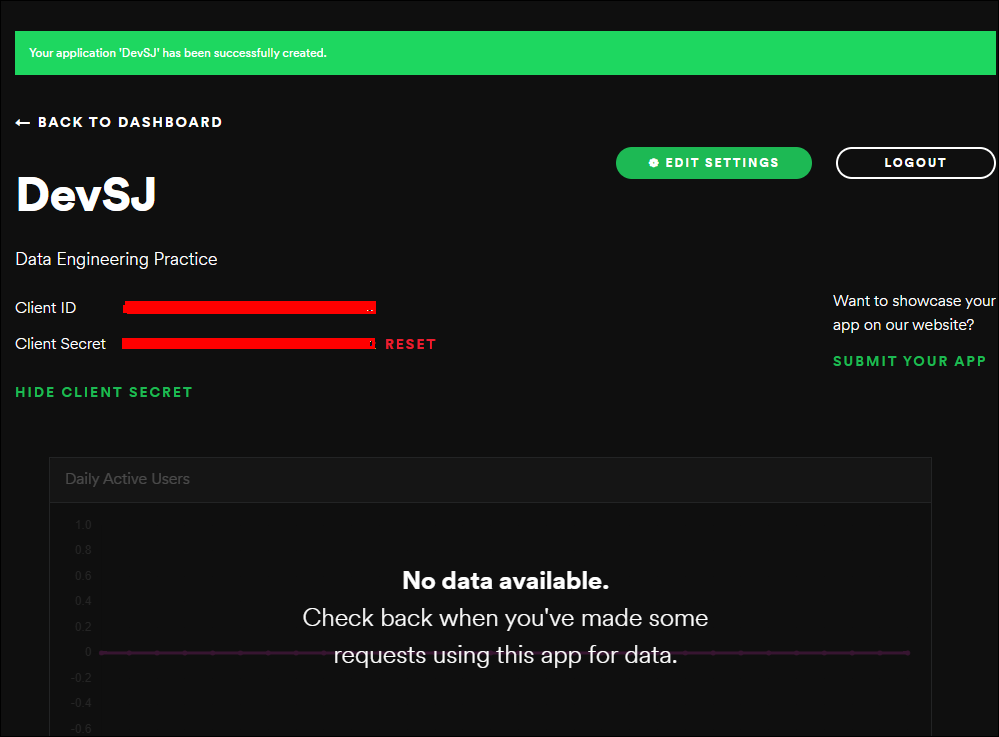 Your application 'DevSJ' has been successfully created.
← BACK TO DASHBOARD
EDIT SETTINGS
LOGOUT
DevSJ
Data Engineering Practice
Client ID
Client Secret
RESET
HIDE CLIENT SECRET
Want to showcase your
app on our website?
SUBMIT YOUR APP
Daily Active Users
1.0
0.8
0.6
0.4
0.2
0
-0.2
-0.4
-0.6
No data available.
Check back when you've made some
requests using this app for data.